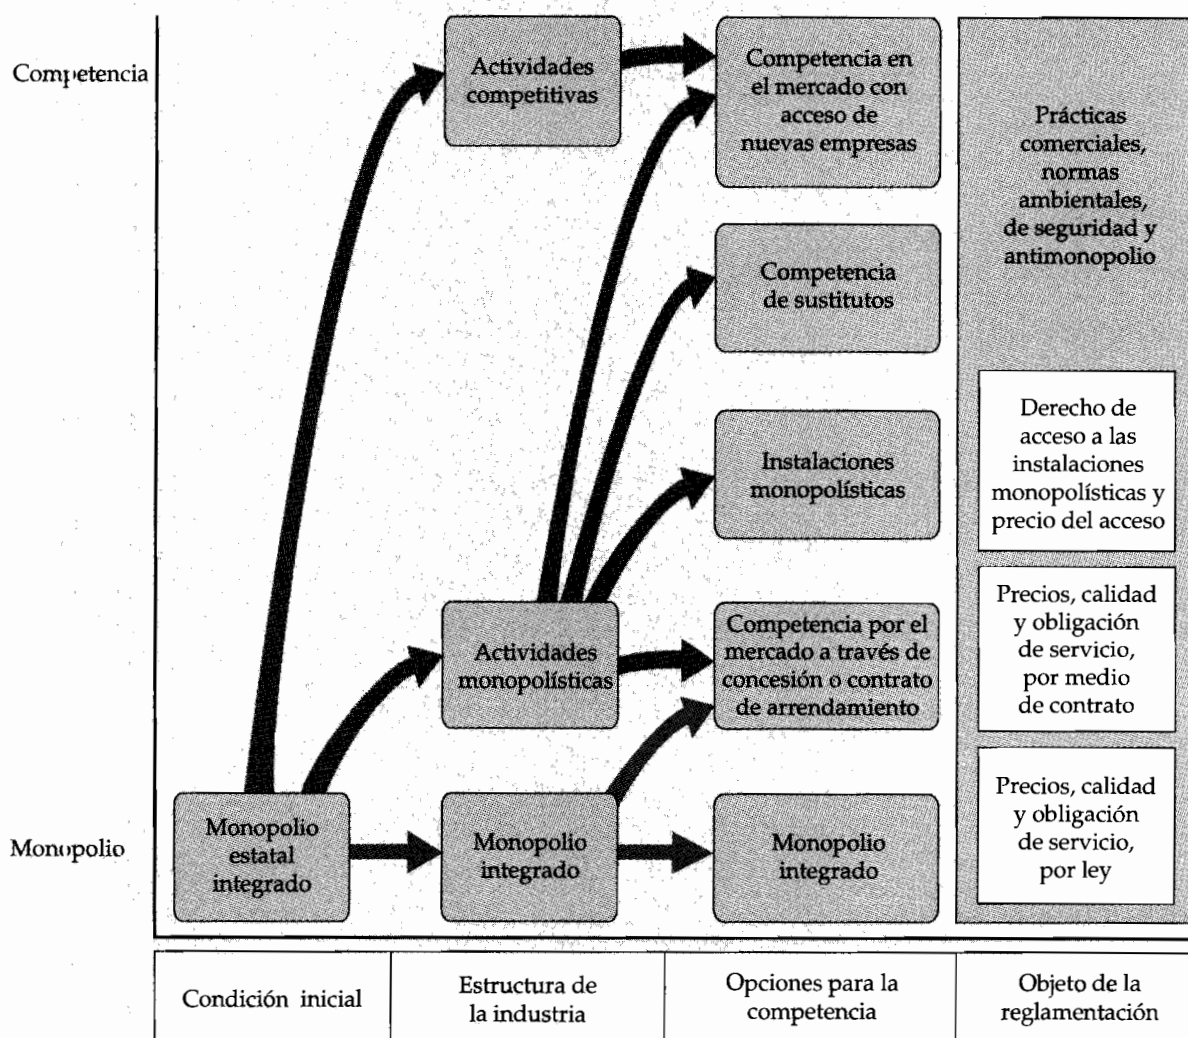 Competencia
Monopolio
Monopolio
estatal
integrado
Actividades
competitivas
Actividades
monopolísticas
Monopolio
integrado
Competencia en
el mercado con
acceso de
nuevas empresas
Competencia
de sustitutos
Instalaciones
monopolísticas
Competencia por el
mercado a través de
concesión o contrato
de arrendamiento
Monopolio
integrado
Prácticas
comerciales,
normas
ambientales,
de seguridad y
antimonopolio
Derecho de
acceso a las
instalaciones
monopolísticas y
precio del acceso
Precios, calidad
y obligación
de servicio,
por medio
de contrato
Precios, calidad
y obligación
de servicio,
por ley
Condición inicial
Estructura de
la industria
Opciones para la
competencia
Objeto de la
reglamentación